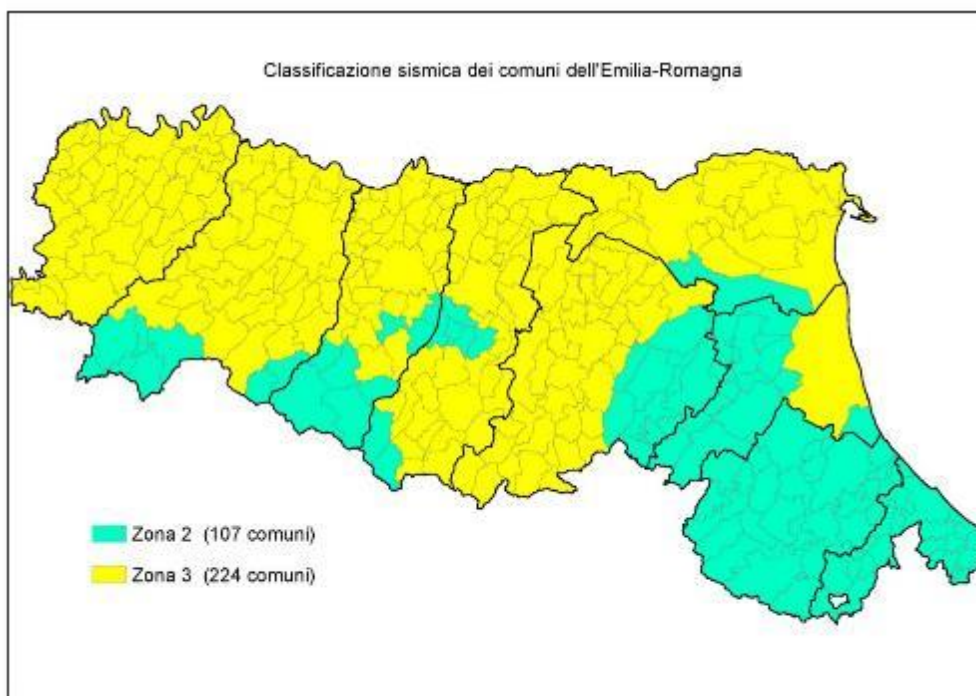 Classificazione sismica dei comuni dell'Emilia-Romagna
Zona 2 (107 comuni)
Zona 3 (224 comuni)